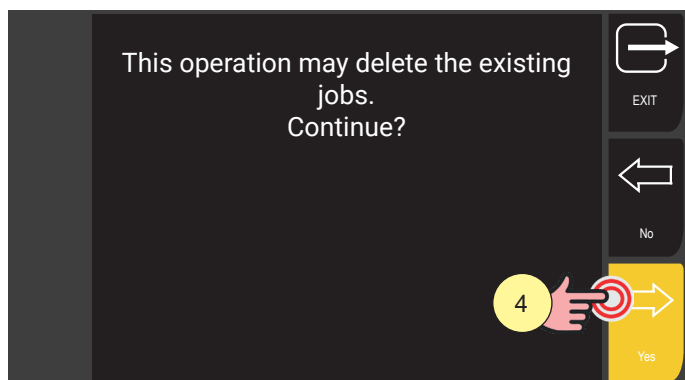 This operation may delete the existing
jobs.
Continue?
EXIT
No
4
Yes